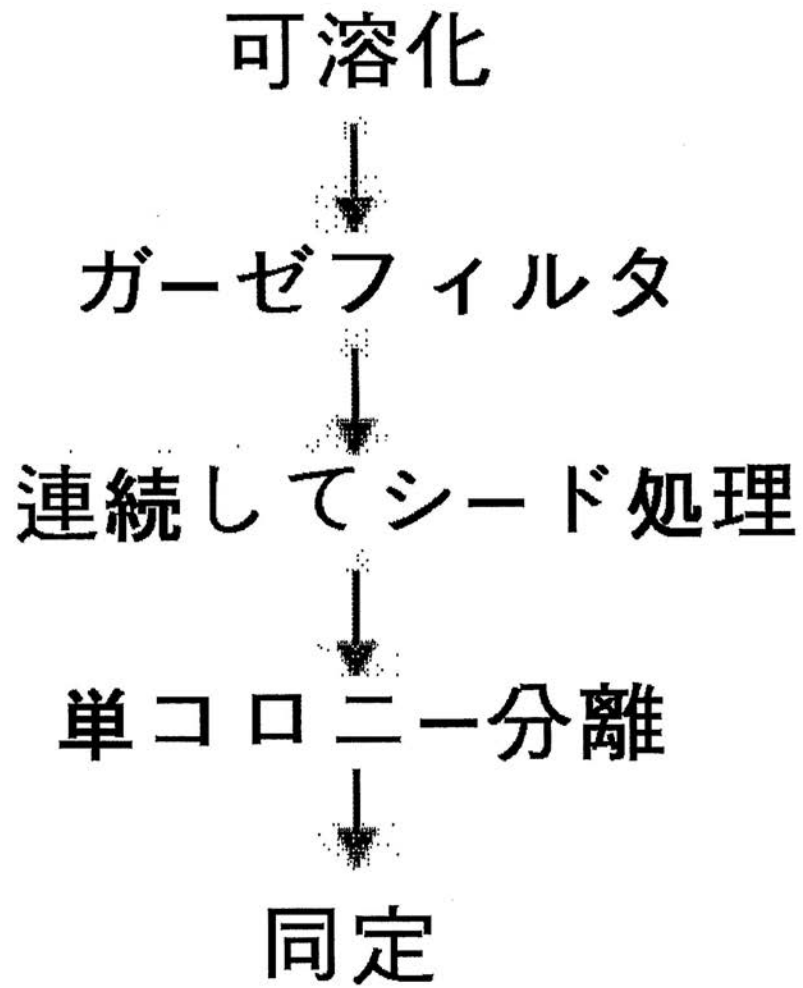 可溶化
ガーゼフィルタ
連続してシード処理
単コロニー分離
同定